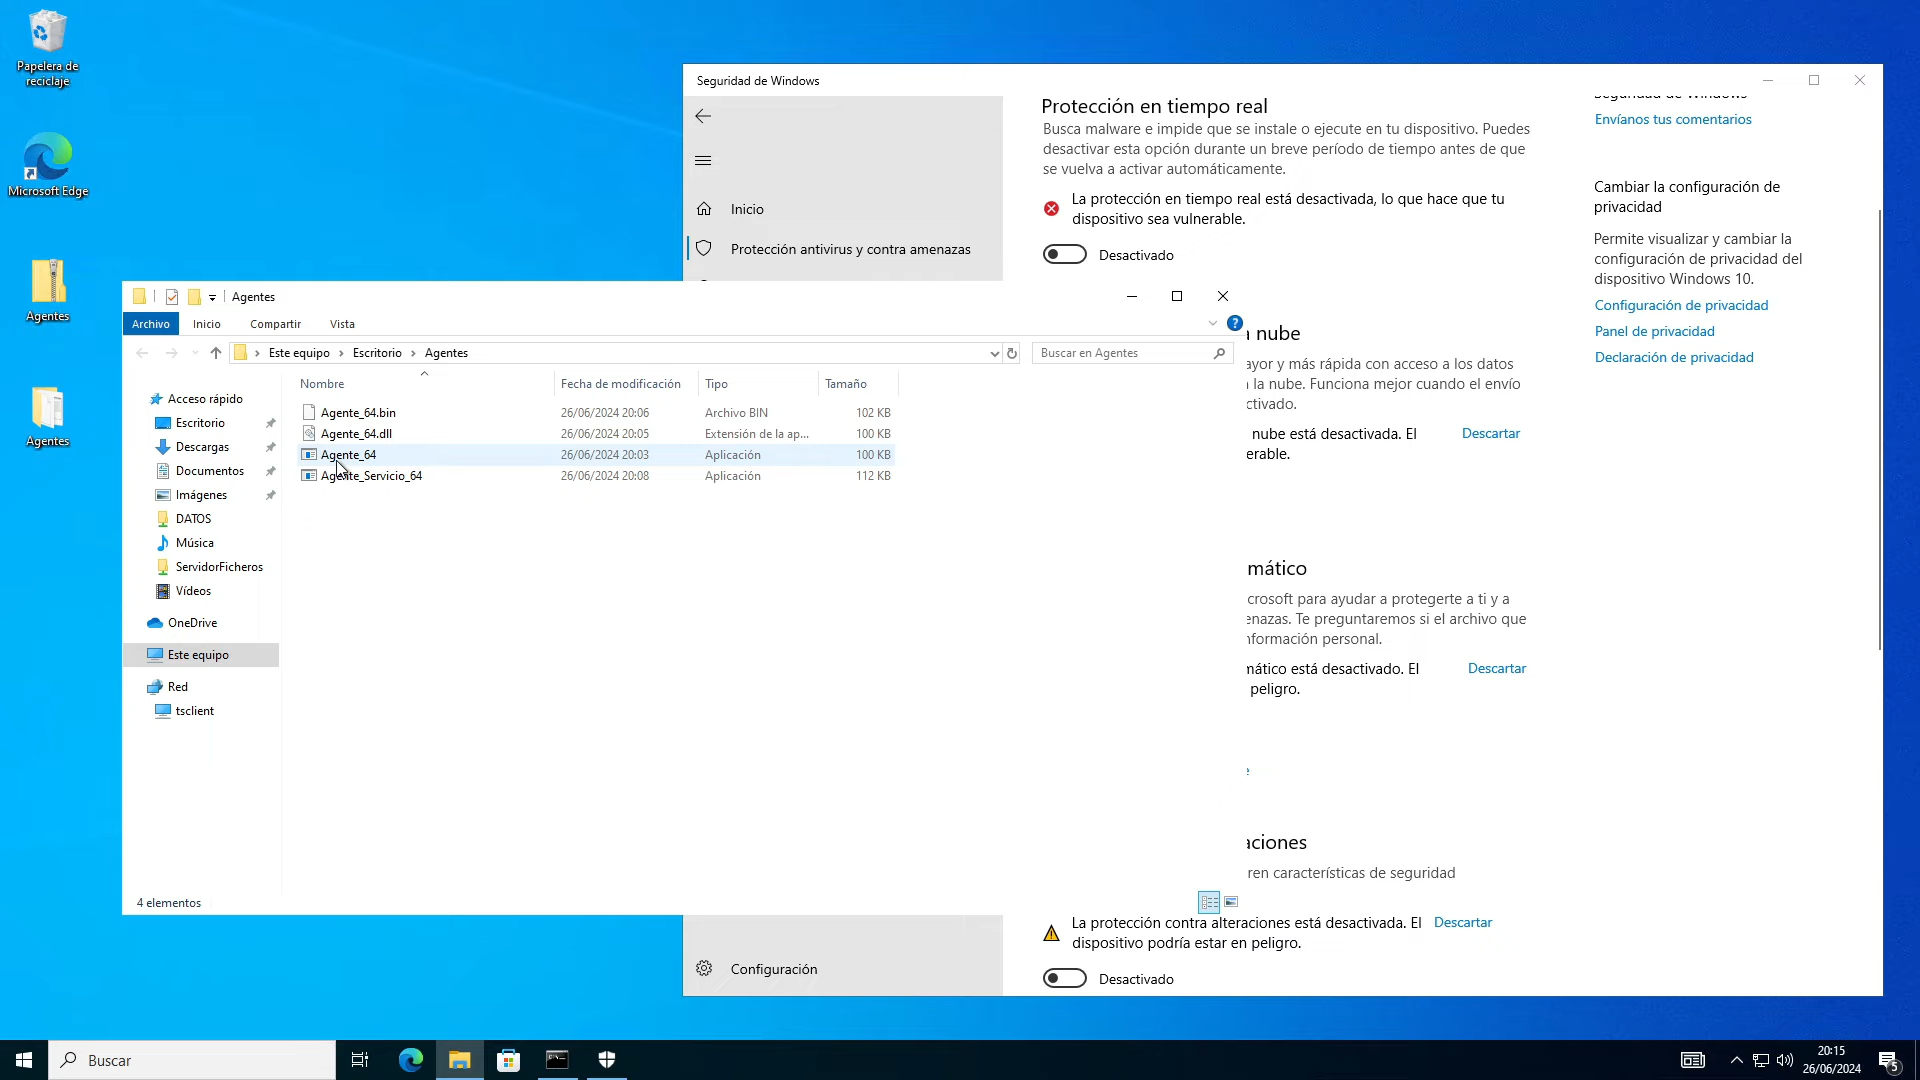 Papelera de
reciclaje
Microsoft Edge
Agentes
Agentes
Seguridad de Windows
Inicio
Protección antivirus y contra amenazas
Configuración
Protección en tiempo real
Busca malware e impide que se instale o ejecute en tu dispositivo. Puedes
desactivar esta opción durante un breve período de tiempo antes de que
se vuelva a activar automáticamente.
La protección en tiempo real está desactivada, lo que hace que tu
dispositivo sea vulnerable.
Desactivado
nube
ayor y más rápida con acceso a los datos
la nube. Funciona mejor cuando el envío
ctivado.
nube está desactivada. El
Descartar
erable.
mático
crosoft para ayudar a protegerte a ti y a
enazas. Te preguntaremos si el archivo que
nformación personal.
mático está desactivado. El
Descartar
peligro.
aciones
ren características de seguridad
La protección contra alteraciones está desactivada. El
Descartar
dispositivo podría estar en peligro.
Desactivado
Seguridad de Windows
Envíanos tus comentarios
Cambiar la configuración de
privacidad
Permite visualizar y cambiar la
configuración de privacidad del
dispositivo Windows 10.
Configuración de privacidad
Panel de privacidad
Declaración de privacidad
Agentes
Archivo Inicio Compartir Vista
Este equipo Escritorio Agentes
Buscar en Agentes
Acceso rápido
Escritorio
Descargas
Documentos
Imágenes
DATOS
Música
ServidorFicheros
Vídeos
OneDrive
Este equipo
Red
tsclient
Nombre Fecha de modificación Tipo Tamaño
Agente_64.bin 26/06/2024 20:06 Archivo BIN 102 KB
Agente_64.dll 26/06/2024 20:05 Extensión de la ap... 100 KB
Agente_64 26/06/2024 20:03 Aplicación 100 KB
Agente_Servicio_64 26/06/2024 20:08 Aplicación 112 KB
4 elementos
Buscar
20:15
26/06/2024
5